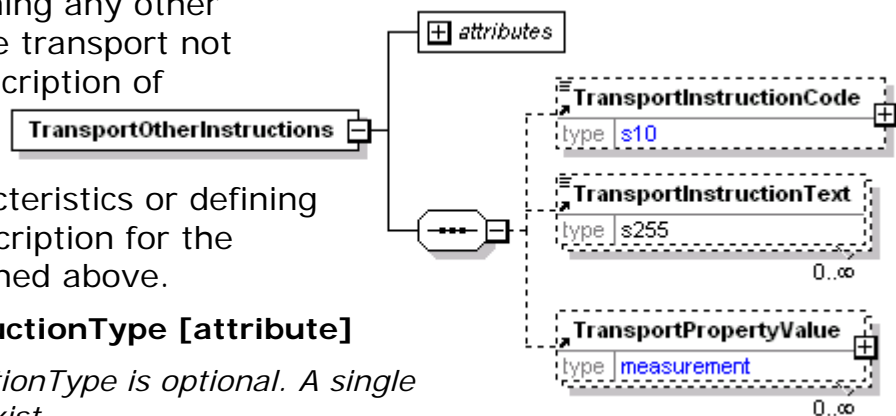 ning any other
e transport not
cription of
cteristics or defining
cription for the
ned above.
uctionType [attribute]
tionType is optional. A single
xist.
attributes
TransportOtherInstructions
TransportInstructionCode
type s10
TransportInstructionText
type s255
0..∞
TransportPropertyValue
type measurement
0..∞